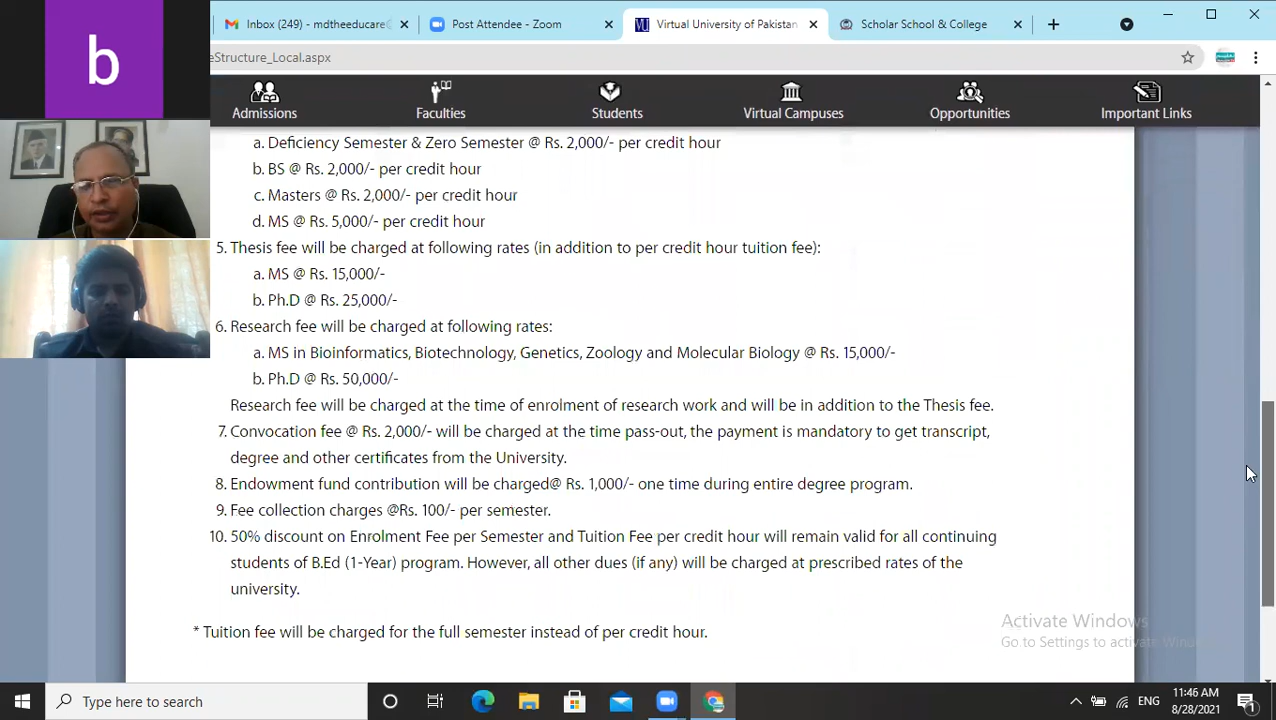 b
Inbox (249) - mdtheeducare
Post Attendee - Zoom
Virtual University of Pakistan
Scholar School & College
eStructure_Local.aspx
Admissions
Faculties
Students
Virtual Campuses
Opportunities
Important Links
a. Deficiency Semester & Zero Semester @ Rs. 2,000/- per credit hour
b. BS @ Rs. 2,000/- per credit hour
c. Masters @ Rs. 2,000/- per credit hour
d. MS @ Rs. 5,000/- per credit hour
5. Thesis fee will be charged at following rates (in addition to per credit hour tuition fee):
a. MS @ Rs. 15,000/-
b. Ph.D @ Rs. 25,000/-
6. Research fee will be charged at following rates:
a. MS in Bioinformatics, Biotechnology, Genetics, Zoology and Molecular Biology @ Rs. 15,000/-
b. Ph.D @ Rs. 50,000/-
Research fee will be charged at the time of enrolment of research work and will be in addition to the Thesis fee.
7. Convocation fee @ Rs. 2,000/- will be charged at the time pass-out, the payment is mandatory to get transcript,
degree and other certificates from the University.
8. Endowment fund contribution will be charged@ Rs. 1,000/- one time during entire degree program.
9. Fee collection charges @Rs. 100/- per semester.
10. 50% discount on Enrolment Fee per Semester and Tuition Fee per credit hour will remain valid for all continuing
students of B.Ed (1-Year) program. However, all other dues (if any) will be charged at prescribed rates of the
university.
* Tuition fee will be charged for the full semester instead of per credit hour.
Activate Windows
Go to Settings to activate Windows.
Type here to search
ENG
11:46 AM
8/28/2021
1